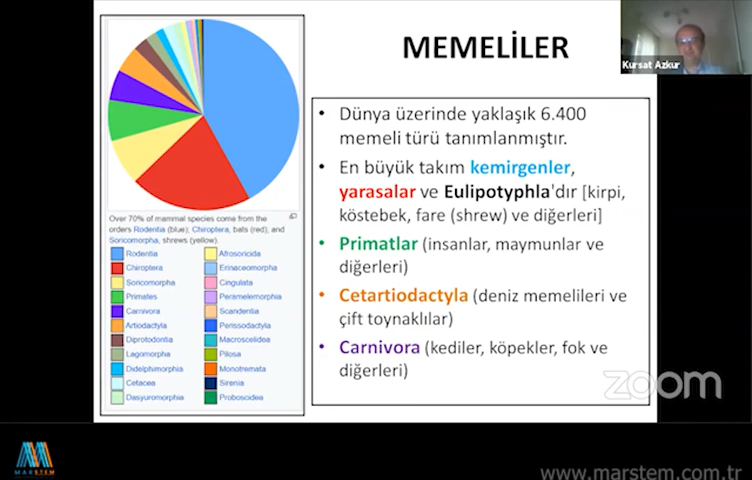 MEMELİLER
Kursat Azkur
• Dünya üzerinde yaklaşık 6.400
memeli türü tanımlanmıştır.
• En büyük takım kemirgenler,
yarasalar ve Eulipotyphla'dır [kirpi,
köstebek, fare (shrew) ve diğerleri]
• Primatlar (insanlar, maymunlar ve
diğerleri)
• Cetartiodactyla (deniz memelileri ve
çift toynaklılar)
• Carnivora (kediler, köpekler, fok ve
diğerleri)
Over 70% of mammal species come from the
orders Rodentia (blue); Chiroptera, bats (red); and
Soricomorpha, shrews (yellow).
Rodentia
Chiroptera
Soricomorpha
Primates
Carnivora
Artiodactyla
Diprotodontia
Lagomorpha
Didelphimorphia
Cetacea
Dasyuromorphia
Afrosoricida
Erinaceomorpha
Cingulata
Peramelemorphia
Scandentia
Perissodactyla
Macroscelidea
Pilosa
Monotremata
Sirenia
Proboscidea
zoom
MARSTEM
www.marstem.com.tr